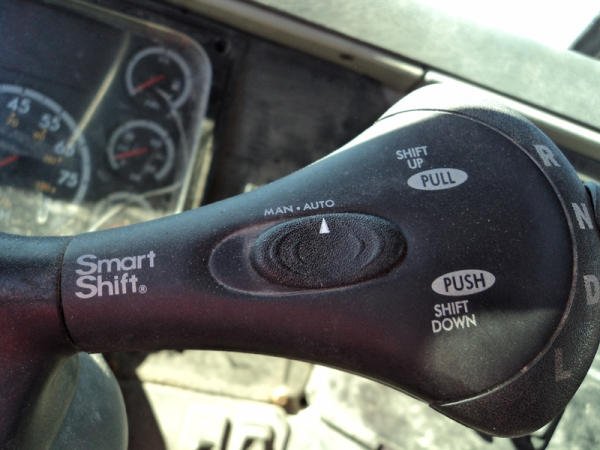 45
55
65
75
SHIFT
UP
PULL
MAN • AUTO
Smart
Shift®
PUSH
SHIFT
DOWN
R
N
D
L